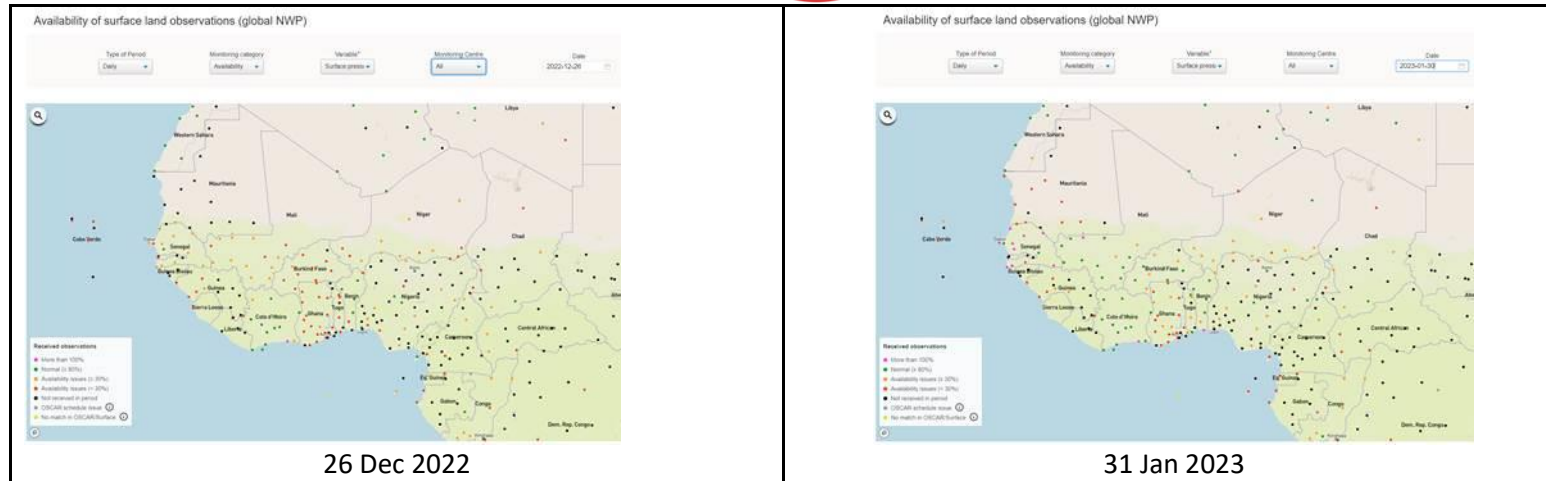 Availability of surface land observations (global NWP)
Type of Period
Monitoring category
Variable*
Monitoring Centre
Date
Daily
Availability
Surface press
All
2022-12-26
Libya
Western Sahara
Mauritania
Mali
Niger
Chad
Cabo Verde
Senegal
Burkina Faso
Guinea Bissau
Guinea
Benin
Nigeria
Sierra Leone
Cote d'Ivoire
Ghana
Togo
Liberia
Cameroon
Central African
Eq. Guinea
Gabon
Congo
Dem. Rep. Congo
Received observations
More than 100%
Normal (≥ 80%)
Availability issues (≥ 30%)
Availability issues (< 30%)
Not received in period
OSCAR schedule issue
No match in OSCAR/Surface
26 Dec 2022
Availability of surface land observations (global NWP)
Type of Period
Monitoring category
Variable*
Monitoring Centre
Date
Daily
Availability
Surface press
All
2023-01-30
Libya
Western Sahara
Mauritania
Mali
Niger
Chad
Cabo Verde
Senegal
Burkina Faso
Guinea Bissau
Guinea
Benin
Nigeria
Sierra Leone
Cote d'Ivoire
Ghana
Togo
Liberia
Cameroon
Central African
Eq. Guinea
Gabon
Congo
Dem. Rep. Congo
Received observations
More than 100%
Normal (≥ 80%)
Availability issues (≥ 30%)
Availability issues (< 30%)
Not received in period
OSCAR schedule issue
No match in OSCAR/Surface
31 Jan 2023